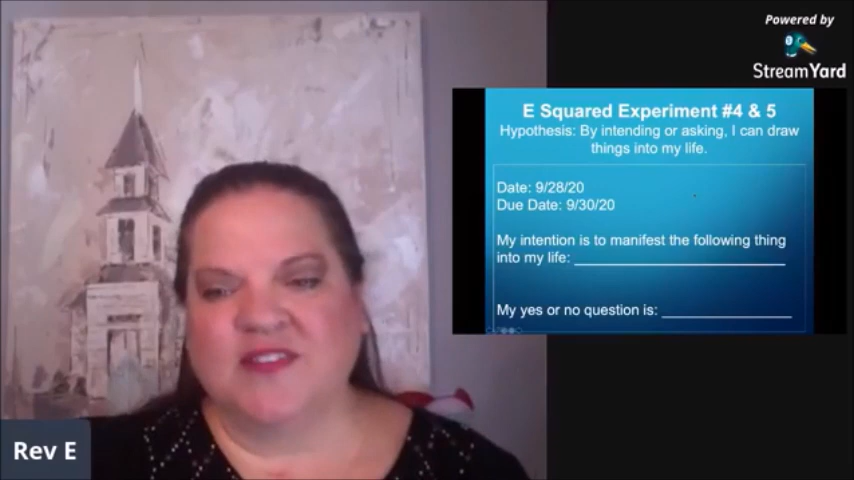 Powered by
StreamYard
E Squared Experiment #4 & 5
Hypothesis: By intending or asking, I can draw
things into my life.
Date: 9/28/20
Due Date: 9/30/20
My intention is to manifest the following thing
into my life: ____________________
My yes or no question is: ____________
Rev E